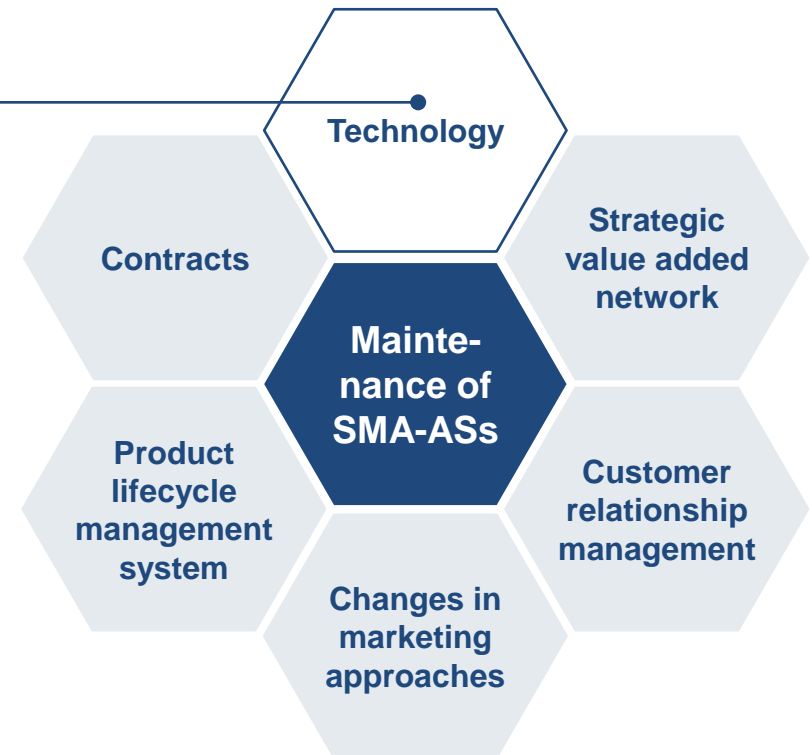 Technology
Contracts
Strategic
value added
network
Mainte-
nance of
SMA-ASs
Product
lifecycle
management
system
Customer
relationship
management
Changes in
marketing
approaches